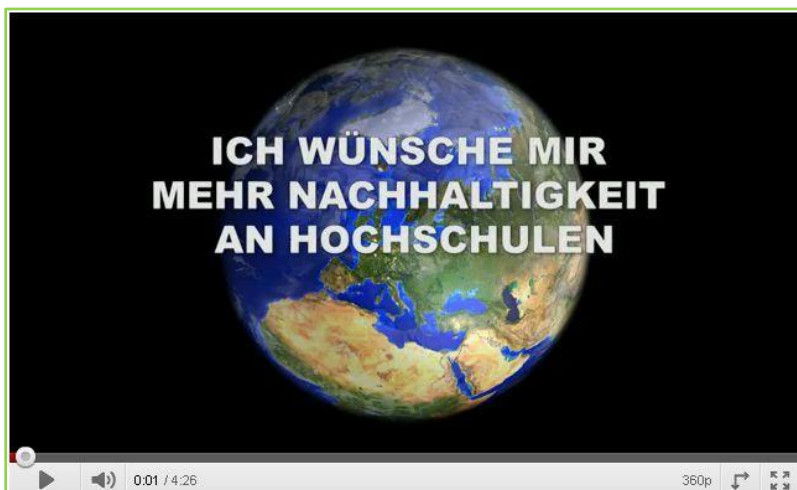 ICH WÜNSCHE MIR
MEHR NACHHALTIGKEIT
AN HOCHSCHULEN
0:01 / 4:26 360p